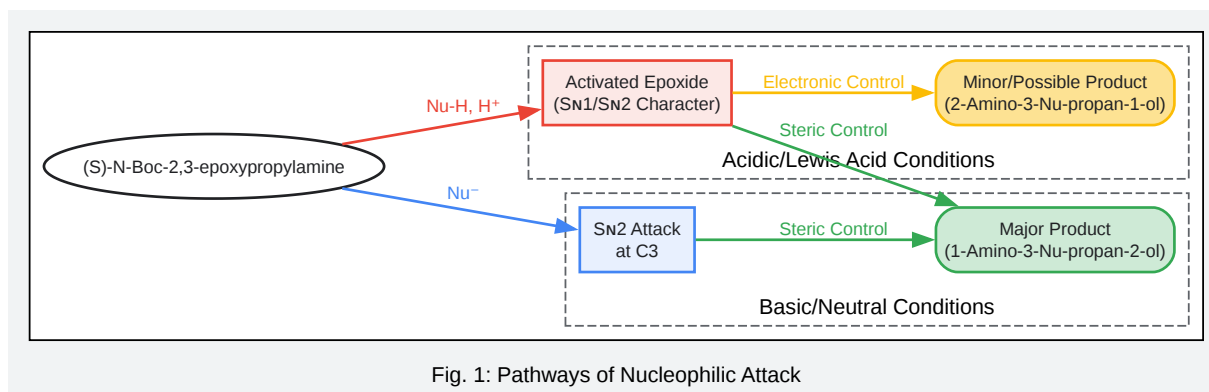 Activated Epoxide
(Sɴ1/Sɴ2 Character)
Electronic Control
Minor/Possible Product
(2-Amino-3-Nu-propan-1-ol)
Nu-H, H⁺
Steric Control
Acidic/Lewis Acid Conditions
(S)-N-Boc-2,3-epoxypropylamine
Nu⁻
Sɴ2 Attack
at C3
Steric Control
Major Product
(1-Amino-3-Nu-propan-2-ol)
Basic/Neutral Conditions
Fig. 1: Pathways of Nucleophilic Attack